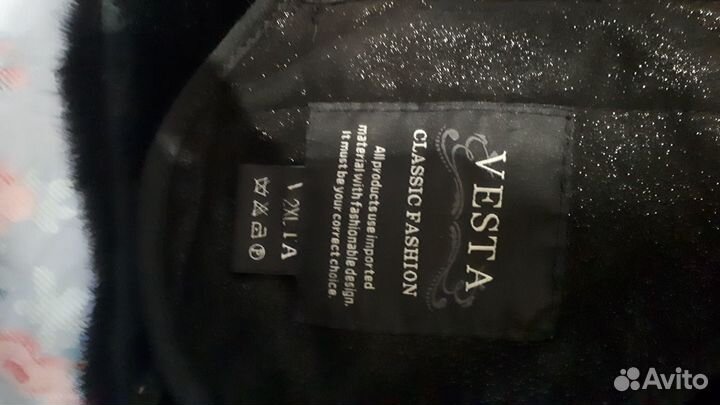 VESTA
CLASSIC FASHION
All products use imported
material with fashionable design.
It must be your correct choice.
2XL
Avito